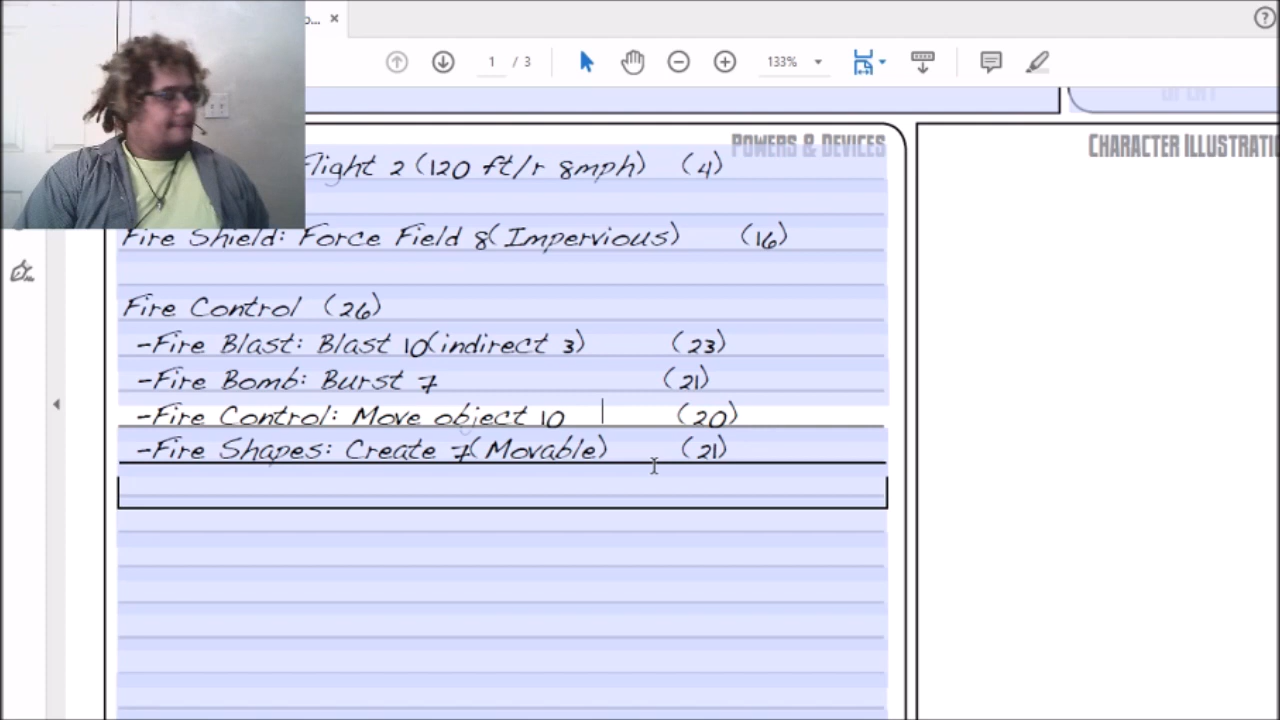 o...
1 / 3
133%
POWERS & DEVICES
CHARACTER ILLUSTRATI
Flight 2 (120 ft/r 8mph) (4)
Fire Shield: Force Field 8(Impervious) (16)
Fire Control (26)
-Fire Blast: Blast 10(indirect 3) (23)
-Fire Bomb: Burst 7 (21)
-Fire Control: Move object 10 (20)
-Fire Shapes: Create 7(Movable) (21)